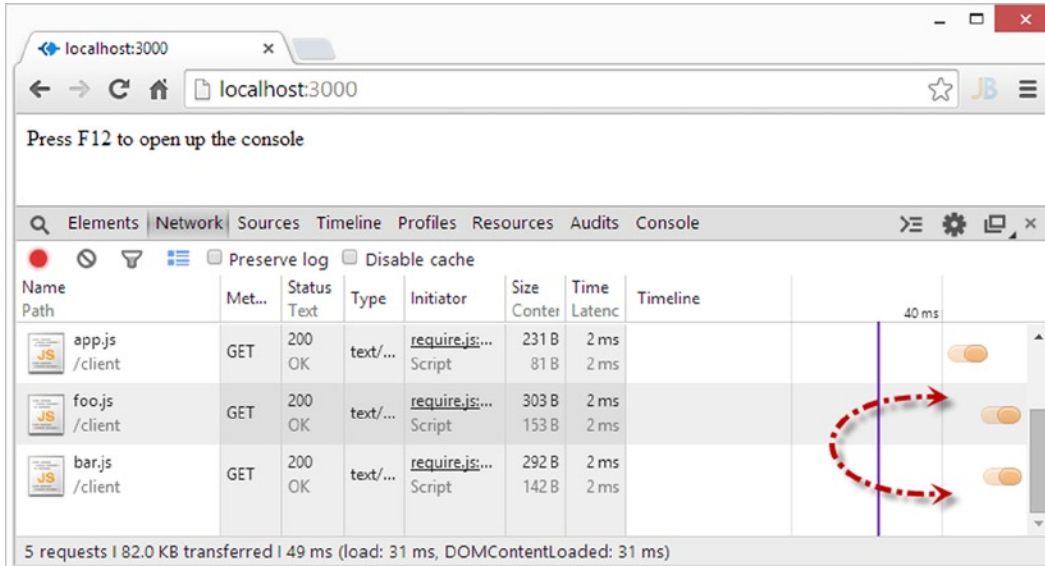 localhost:3000 ×
localhost:3000 JB
Press F12 to open up the console
Elements Network Sources Timeline Profiles Resources Audits Console
Preserve log Disable cache
Name Met... Status Type Initiator Size Time Timeline
Path Text Conter Latenc 40 ms
app.js GET 200 text/... require.js:... 231 B 2 ms
JS /client OK Script 81 B 2 ms
foo.js GET 200 text/... require.js:... 303 B 2 ms
JS /client OK Script 153 B 2 ms
bar.js GET 200 text/... require.js:... 292 B 2 ms
JS /client OK Script 142 B 2 ms
5 requests I 82.0 KB transferred I 49 ms (load: 31 ms, DOMContentLoaded: 31 ms)